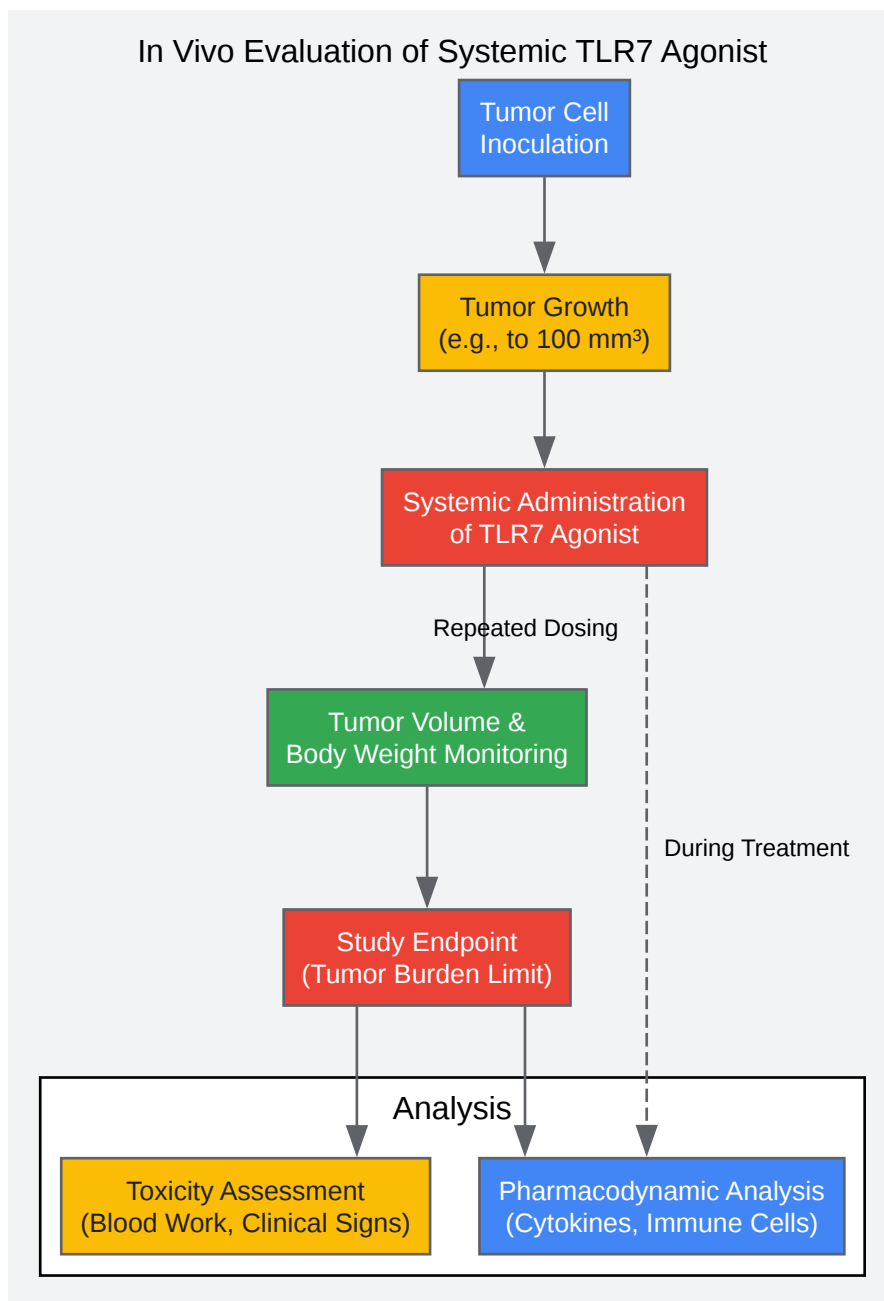 In Vivo Evaluation of Systemic TLR7 Agonist
Tumor Cell
Inoculation
Tumor Growth
(e.g., to 100 mm³)
Systemic Administration
of TLR7 Agonist
Repeated Dosing
Tumor Volume &
Body Weight Monitoring
During Treatment
Study Endpoint
(Tumor Burden Limit)
Analysis
Toxicity Assessment
(Blood Work, Clinical Signs)
Pharmacodynamic Analysis
(Cytokines, Immune Cells)